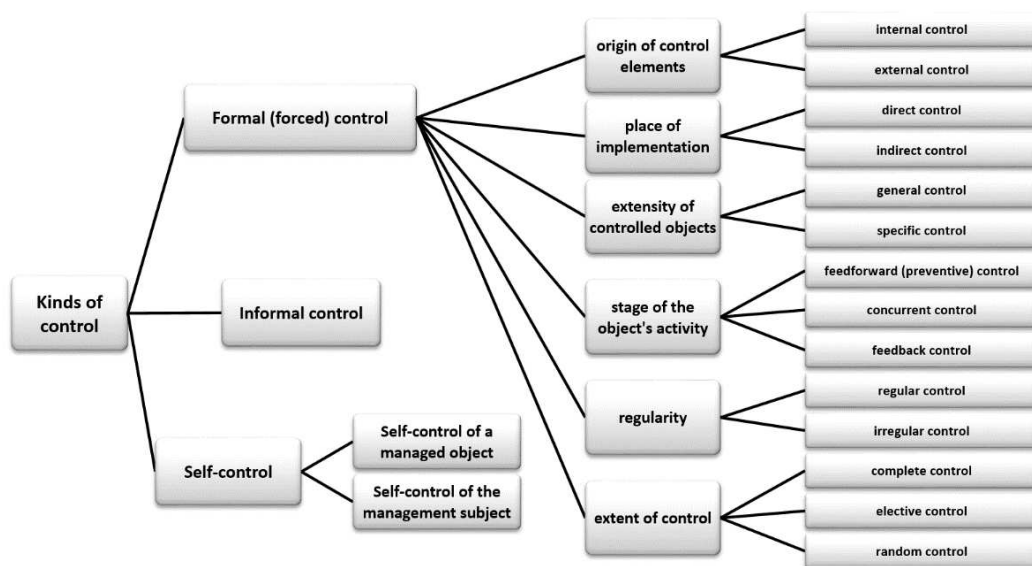 Kinds of
control
Formal (forced) control
Informal control
Self-control
Self-control of a
managed object
Self-control of the
management subject
origin of control
elements
place of
implementation
extensity of
controlled objects
stage of the
object's activity
regularity
extent of control
internal control
external control
direct control
indirect control
general control
specific control
feedforward (preventive) control
concurrent control
feedback control
regular control
irregular control
complete control
elective control
random control